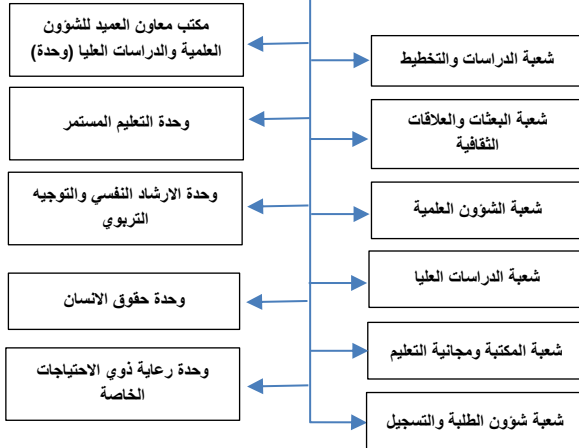 مكتب معاون العميد للشؤون
العلمية والدراسات العليا (وحدة)
شعبة الدراسات والتخطيط
وحدة التعليم المستمر
شعبة البعثات والعلاقات
الثقافية
وحدة الارشاد النفسي والتوجيه
التربوي
شعبة الشؤون العلمية
شعبة الدراسات العليا
وحدة حقوق الانسان
شعبة المكتبة ومجانية التعليم
وحدة رعاية ذوي الاحتياجات
الخاصة
شعبة شؤون الطلبة والتسجيل